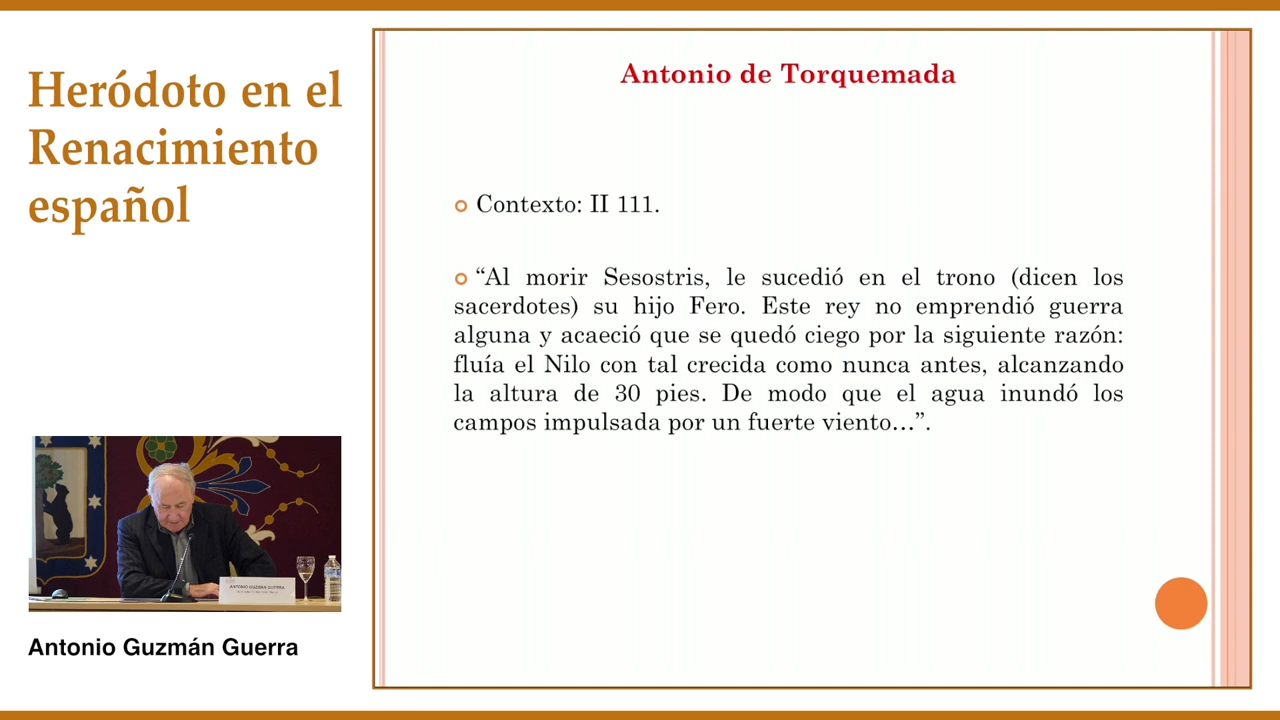 Heródoto en el
Renacimiento
español
Antonio de Torquemada
Contexto: II 111.
“Al morir Sesostris, le sucedió en el trono (dicen los
sacerdotes) su hijo Fero. Este rey no emprendió guerra
alguna y acaeció que se quedó ciego por la siguiente razón:
fluía el Nilo con tal crecida como nunca antes, alcanzando
la altura de 30 pies. De modo que el agua inundó los
campos impulsada por un fuerte viento…”.
ANTONIO GUZMÁN GUERRA
Antonio Guzmán Guerra